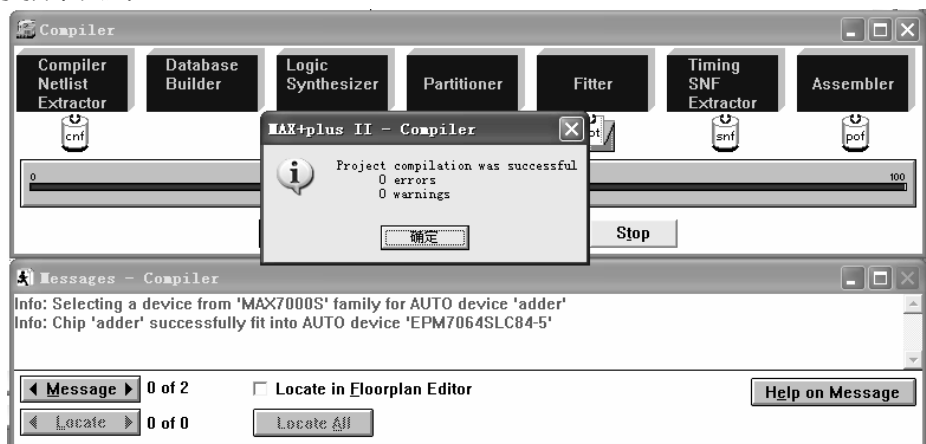 Compiler
Compiler
Netlist
Extractor
Database
Builder
Logic
Synthesizer
Partitioner
Fitter
Timing
SNF
Extractor
Assembler
cnf
snf
pof
MAX+plus II - Compiler
Project compilation was successful
0 errors
0 warnings
确定
0
100
Stop
Messages - Compiler
Info: Selecting a device from 'MAX7000S' family for AUTO device 'adder'
Info: Chip 'adder' successfully fit into AUTO device 'EPM7064SLC84-5'
Message 0 of 2 Locate in Floorplan Editor Help on Message
Locate 0 of 0 Locate All